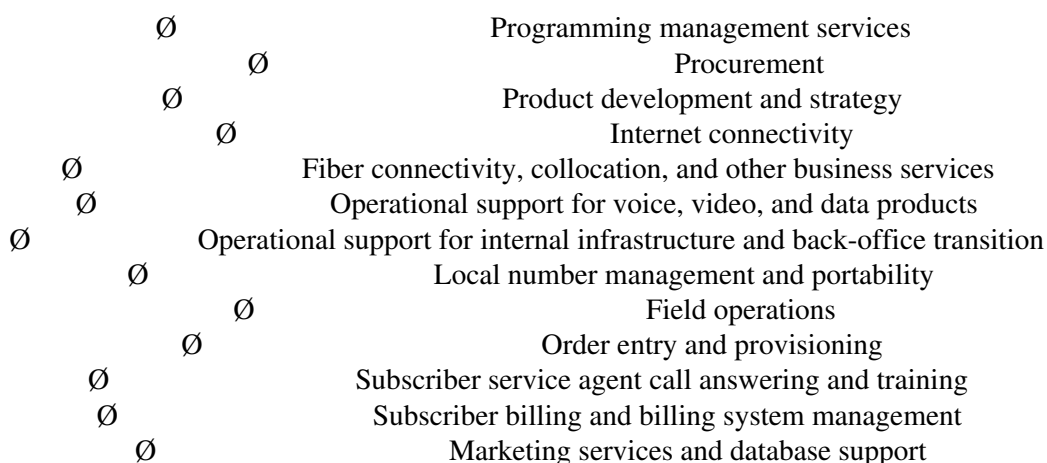 Ø Programming management services
Ø Procurement
Ø Product development and strategy
Ø Internet connectivity
Ø Fiber connectivity, collocation, and other business services
Ø Operational support for voice, video, and data products
Ø Operational support for internal infrastructure and back-office transition
Ø Local number management and portability
Ø Field operations
Ø Order entry and provisioning
Ø Subscriber service agent call answering and training
Ø Subscriber billing and billing system management
Ø Marketing services and database support